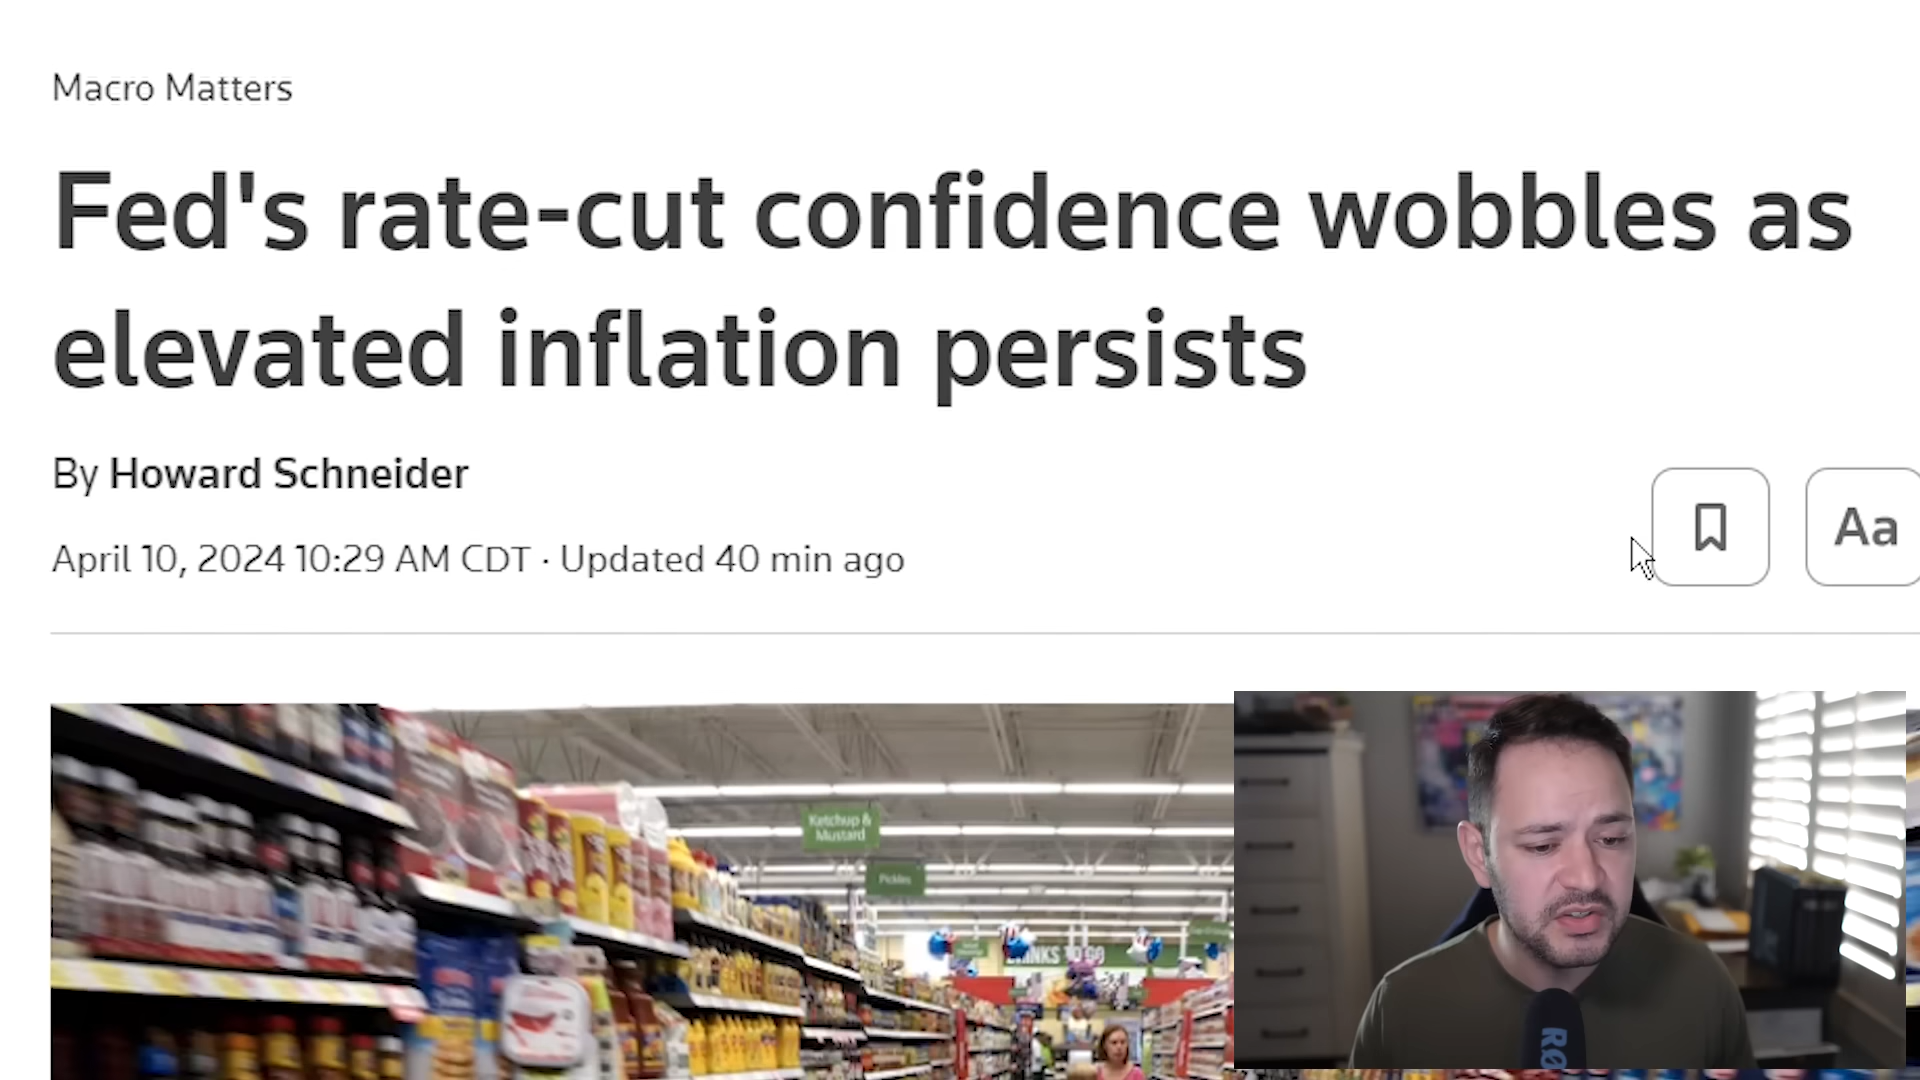 Macro Matters
Fed's rate-cut confidence wobbles as
elevated inflation persists
By Howard Schneider
April 10, 2024 10:29 AM CDT · Updated 40 min ago
Aa
Ketchup &
Mustard
Pickles
RØ